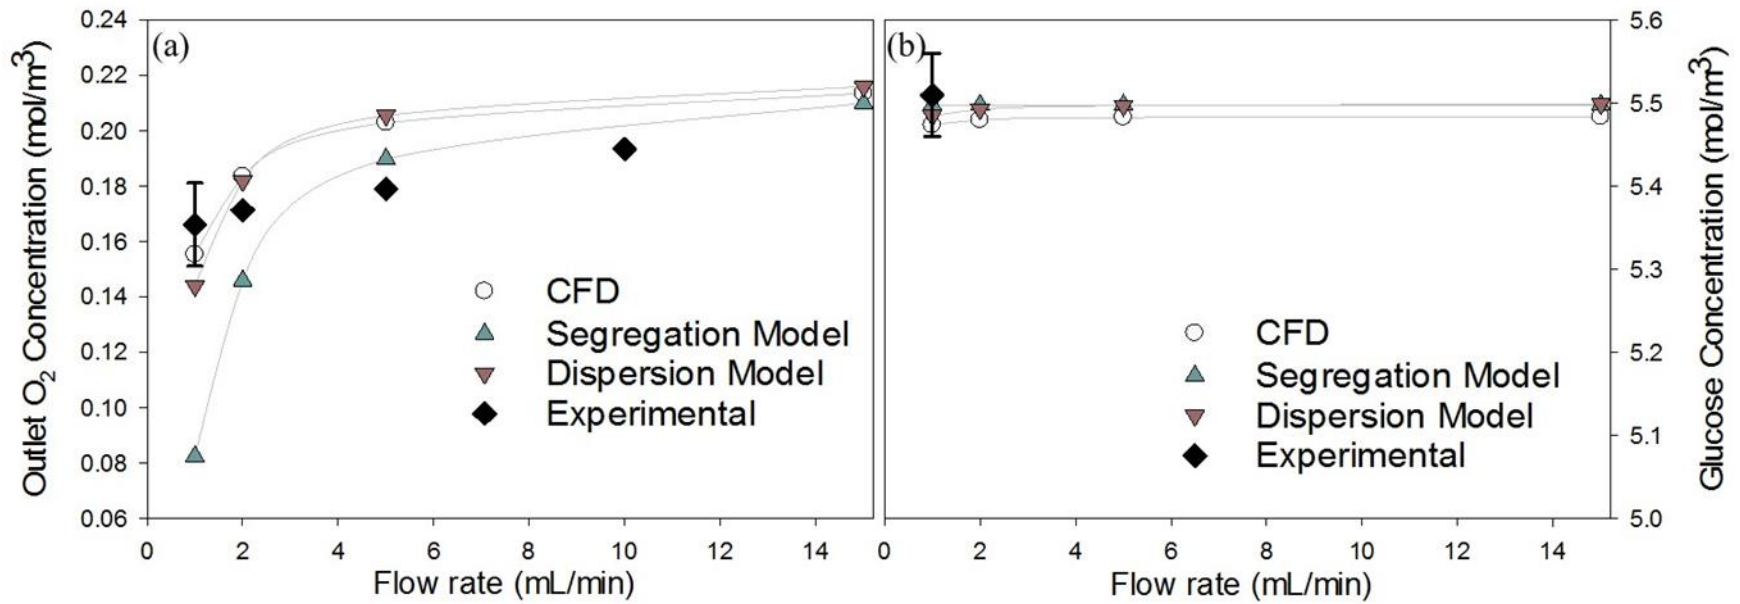 (a)
Outlet O2 Concentration (mol/m3)
0.24
0.22
0.20
0.18
0.16
0.14
0.12
0.10
0.08
0.06
CFD
Segregation Model
Dispersion Model
Experimental
0 2 4 6 8 10 12 14
Flow rate (mL/min)
(b)
CFD
Segregation Model
Dispersion Model
Experimental
0 2 4 6 8 10 12 14
Flow rate (mL/min)
5.6
5.5
5.4
5.3
5.2
5.1
5.0
Glucose Concentration (mol/m3)